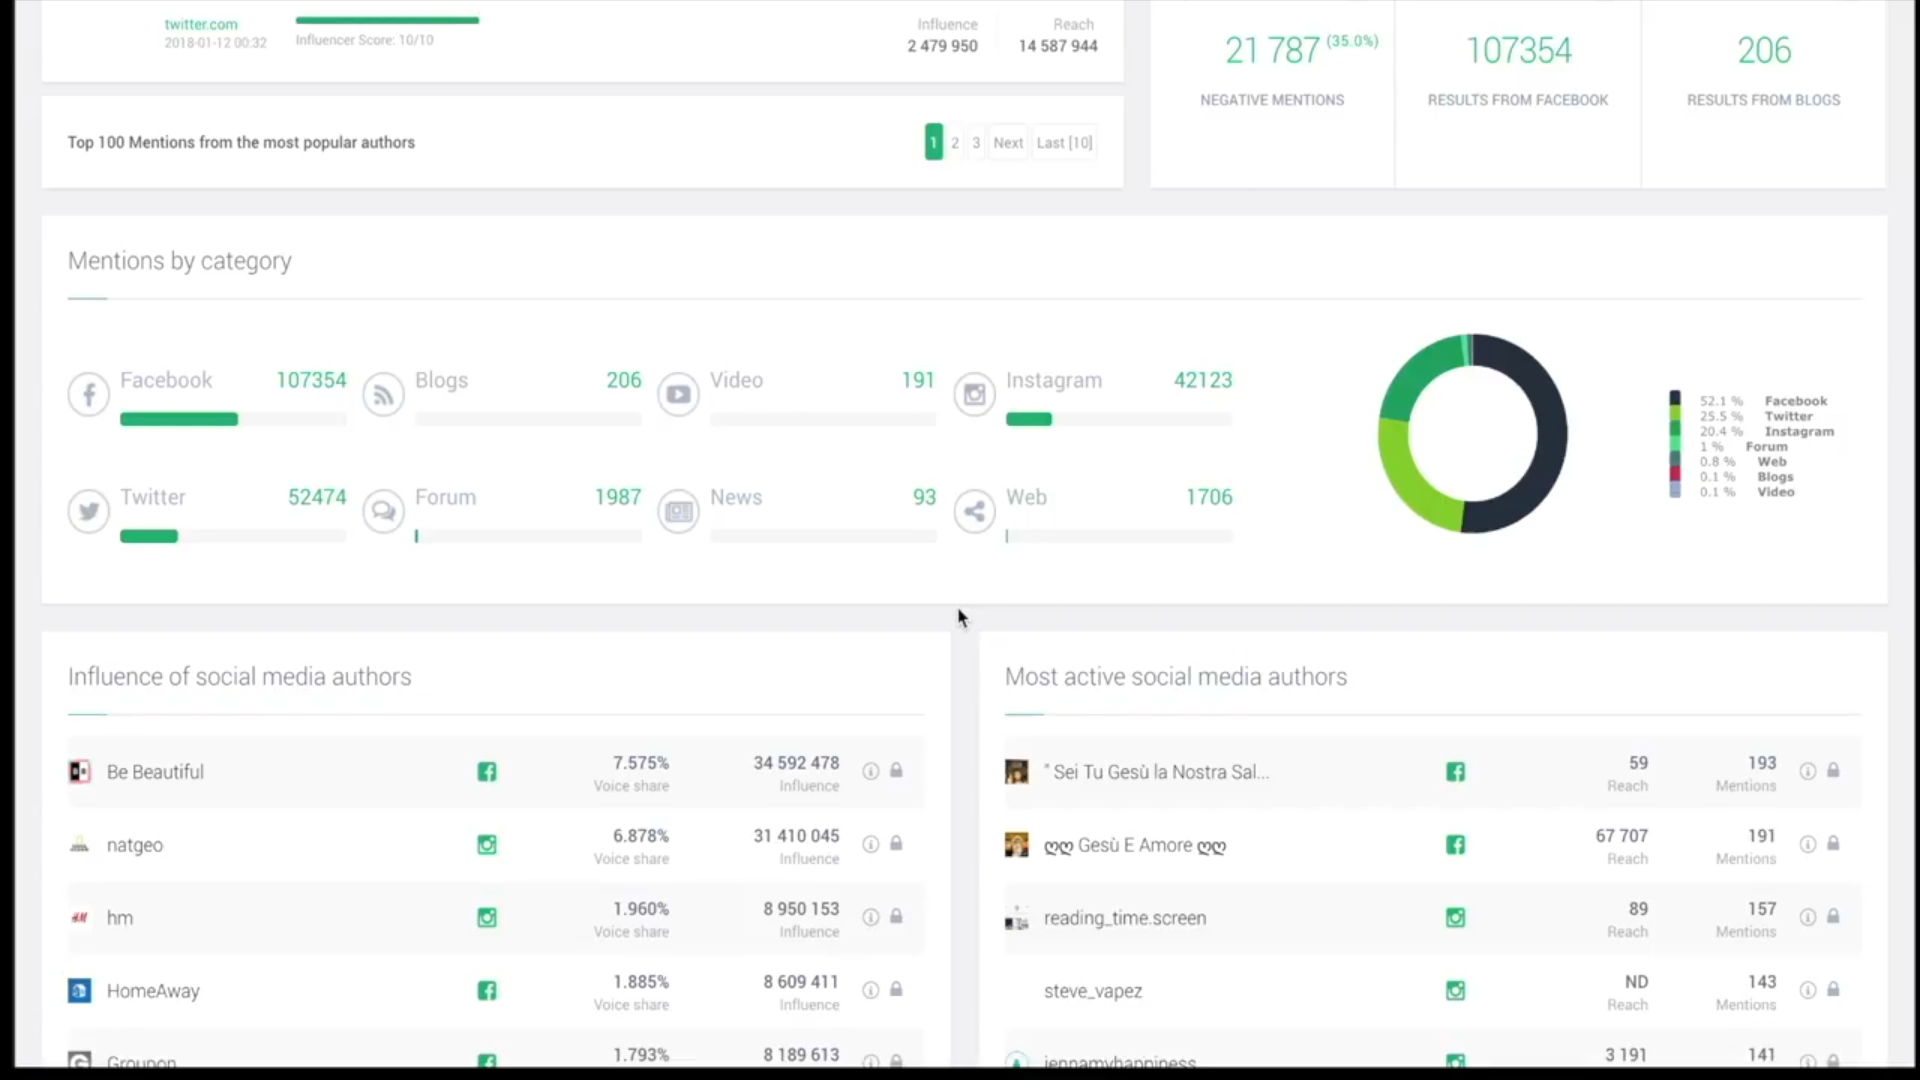 twitter.com
2018-01-12 00:32
Influencer Score: 10/10
Influence
2 479 950
Reach
14 587 944
21 787 (35.0%)
NEGATIVE MENTIONS
107354
RESULTS FROM FACEBOOK
206
RESULTS FROM BLOGS
Top 100 Mentions from the most popular authors
1 2 3 Next Last [10]
Mentions by category
Facebook 107354
Blogs 206
Video 191
Instagram 42123
Twitter 52474
Forum 1987
News 93
Web 1706
52.1 % Facebook
25.5 % Twitter
20.4 % Instagram
1 % Forum
0.8 % Web
0.1 % Blogs
0.1 % Video
Influence of social media authors
Be Beautiful 7.575% 34 592 478
Voice share Influence
natgeo 6.878% 31 410 045
Voice share Influence
hm 1.960% 8 950 153
Voice share Influence
HomeAway 1.885% 8 609 411
Voice share Influence
Groupon 1.793% 8 189 613
Most active social media authors
" Sei Tu Gesù la Nostra Sal... 59 193
Reach Mentions
ღღ Gesù E Amore ღღ 67 707 191
Reach Mentions
reading_time.screen 89 157
Reach Mentions
steve_vapez ND 143
Reach Mentions
jennamyhappiness 3 191 141